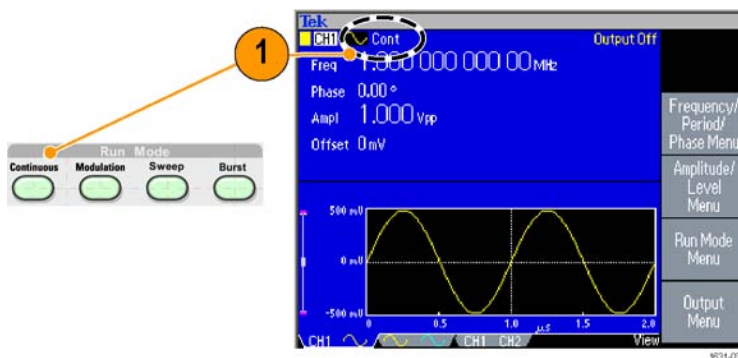 Tek
CH1 Cont Output Off
Freq 1.000 000 000 00 MHz
Phase 0.00 °
Ampl 1.000 Vpp
Offset 0 mV
1
Run Mode
Continuous Modulation Sweep Burst
Frequency/
Period/
Phase Menu
Amplitude/
Level
Menu
Run Mode
Menu
Output
Menu
500 mV
0 mV
-500 mV
0 0.5 1.0 µs 1.5 2.0
CH1 CH1 CH2 View